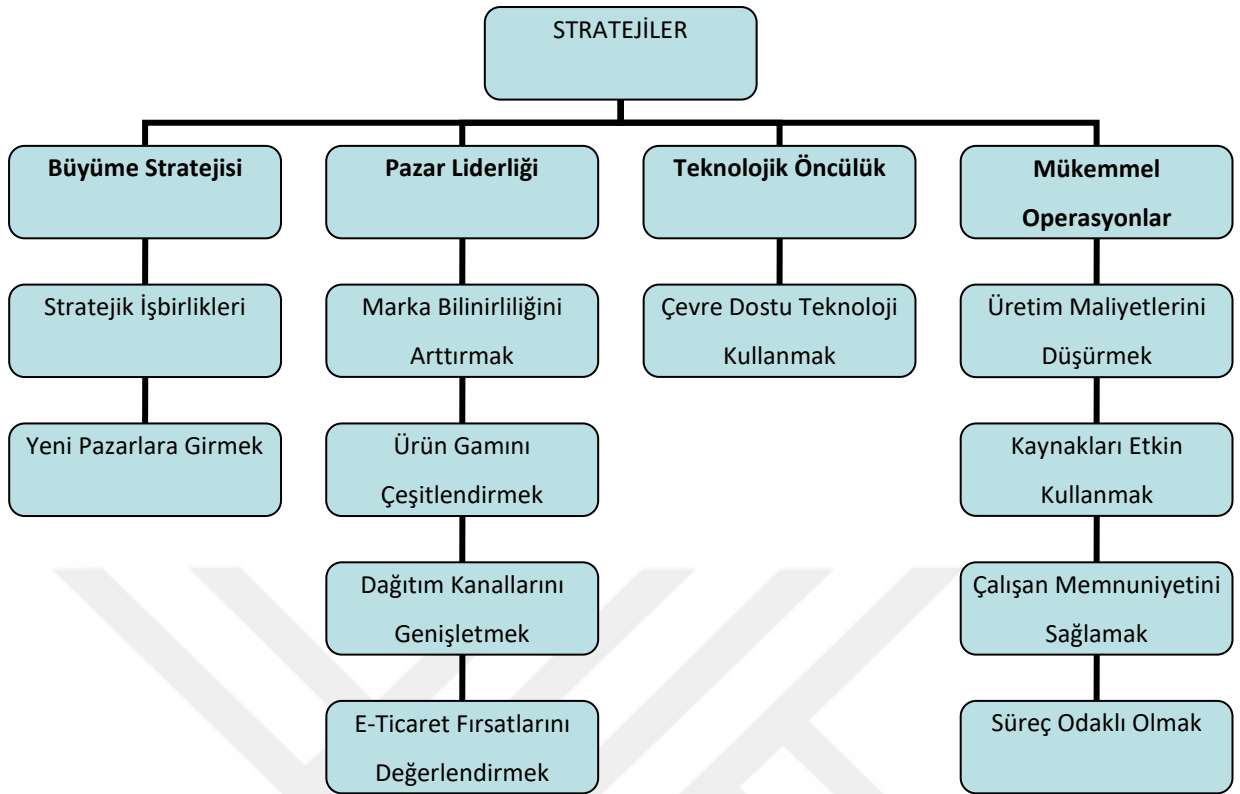 STRATEJİLER
Büyüme Stratejisi
Stratejik İşbirlikleri
Yeni Pazarlara Girmek
Pazar Liderliği
Marka Bilinirliliğini
Arttırmak
Ürün Gamını
Çeşitlendirmek
Dağıtım Kanallarını
Genişletmek
E-Ticaret Fırsatlarını
Değerlendirmek
Teknolojik Öncülük
Çevre Dostu Teknoloji
Kullanmak
Mükemmel
Operasyonlar
Üretim Maliyetlerini
Düşürmek
Kaynakları Etkin
Kullanmak
Çalışan Memnuniyetini
Sağlamak
Süreç Odaklı Olmak